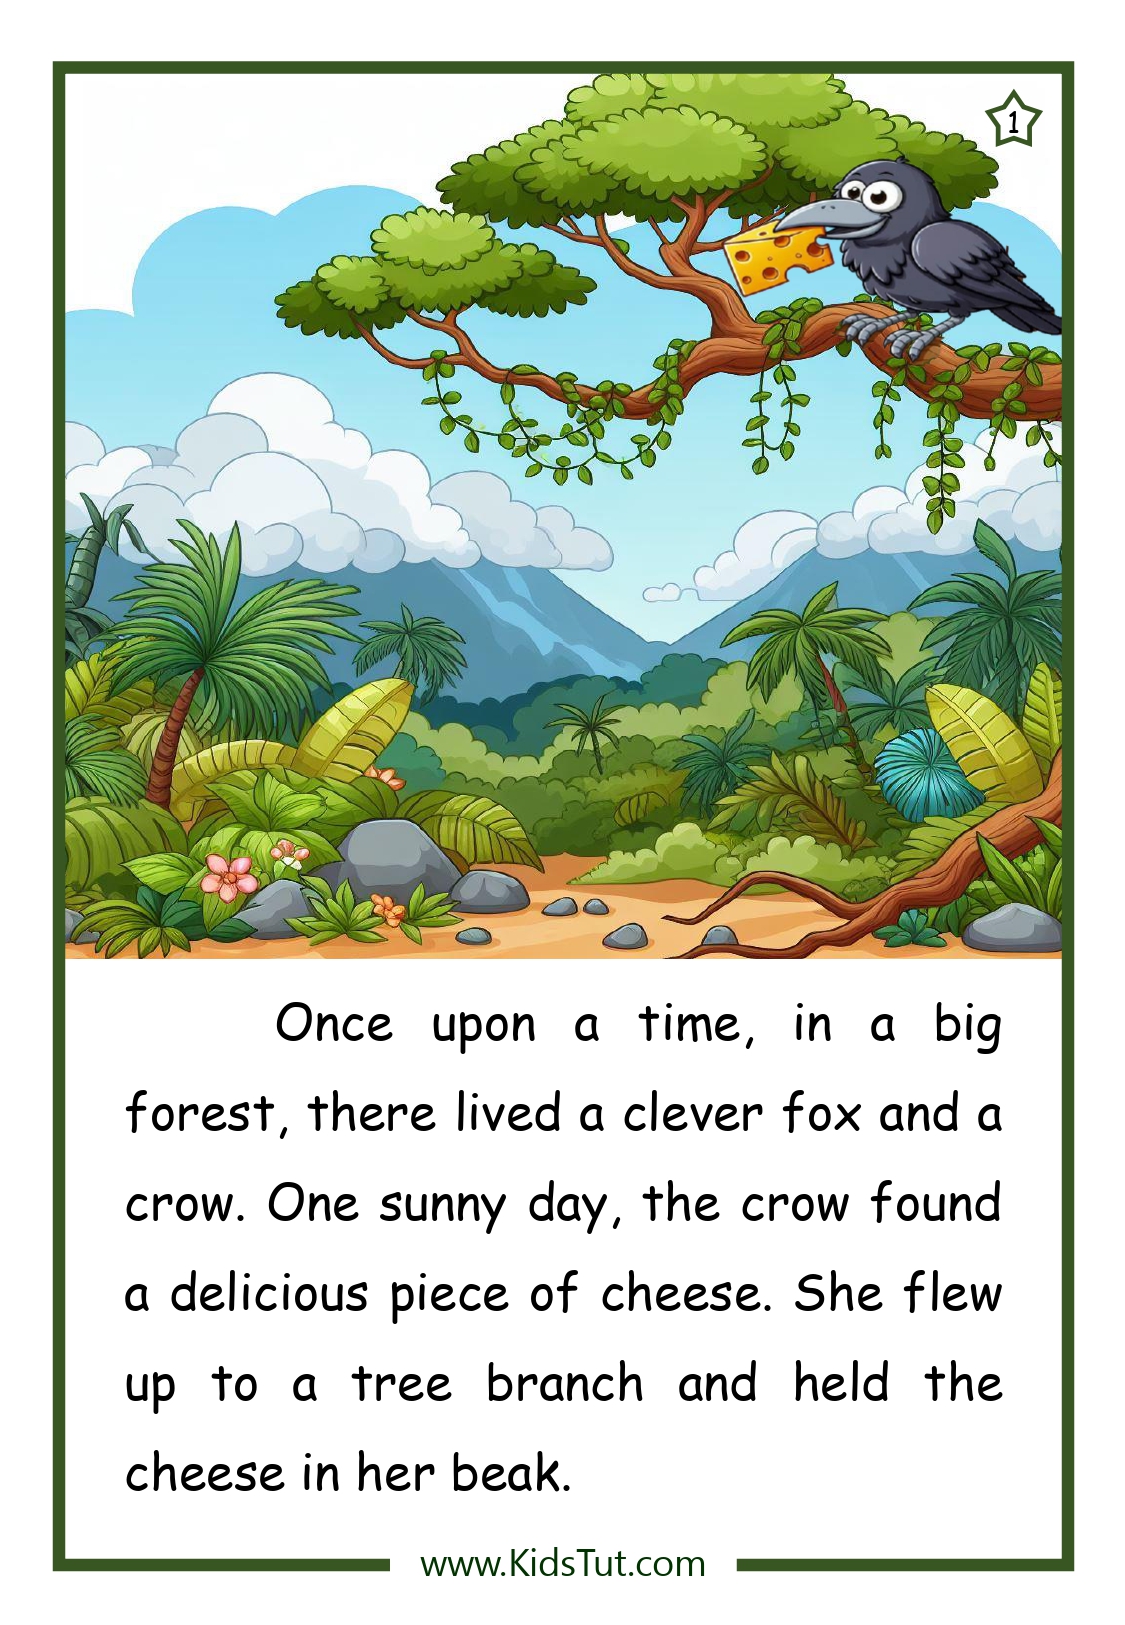 1
Once upon a time, in a big
forest, there lived a clever fox and a
crow. One sunny day, the crow found
a delicious piece of cheese. She flew
up to a tree branch and held the
cheese in her beak.
www.KidsTut.com